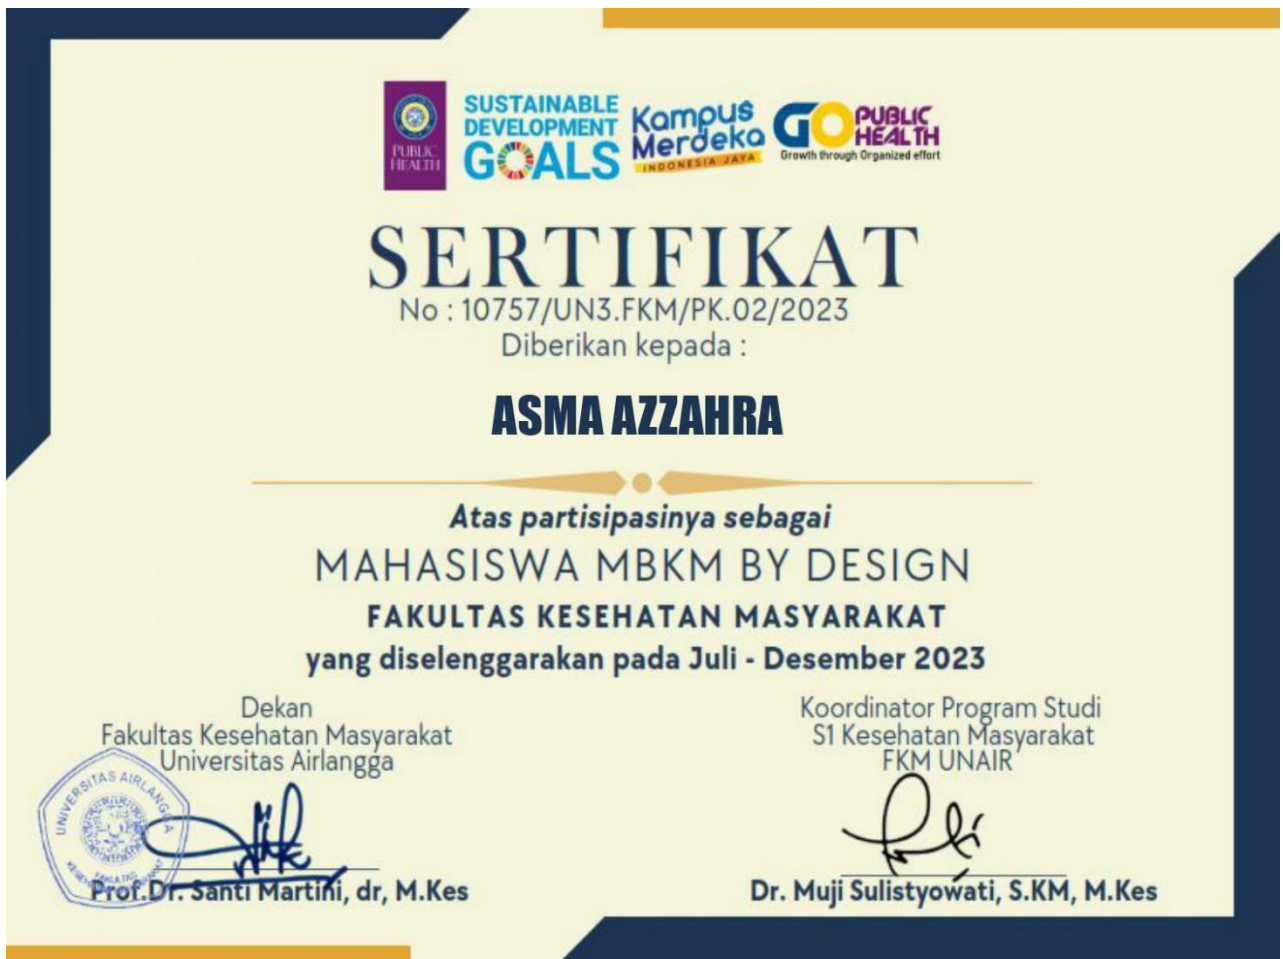 PUBLIC
HEALTH
SUSTAINABLE
DEVELOPMENT
GOALS
Kampus
Merdeka
INDONESIA JAYA
GO PUBLIC
HEALTH
Growth through Organized effort
SERTIFIKAT
No : 10757/UN3.FKM/PK.02/2023
Diberikan kepada :
ASMA AZZAHRA
Atas partisipasinya sebagai
MAHASISWA MBKM BY DESIGN
FAKULTAS KESEHATAN MASYARAKAT
yang diselenggarakan pada Juli - Desember 2023
Dekan
Fakultas Kesehatan Masyarakat
Universitas Airlangga
UNIVERSITAS AIRLANGGA
FAKULTAS
KESEHATAN MASYARAKAT
Prof.Dr. Santi Martini, dr, M.Kes
Koordinator Program Studi
S1 Kesehatan Masyarakat
FKM UNAIR
Dr. Muji Sulistyowati, S.KM, M.Kes